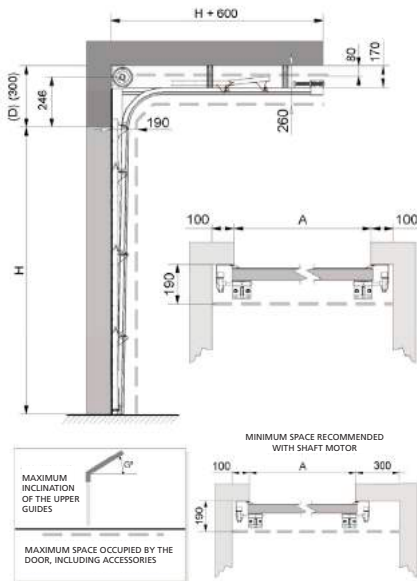 H + 600
(D) (300)
246
80
170
190
260
H
100
A
100
190
MAXIMUM
INCLINATION
OF THE UPPER
GUIDES
MAXIMUM SPACE OCCUPIED BY THE
DOOR, INCLUDING ACCESSORIES
MINIMUM SPACE RECOMMENDED
WITH SHAFT MOTOR
100
A
300
190